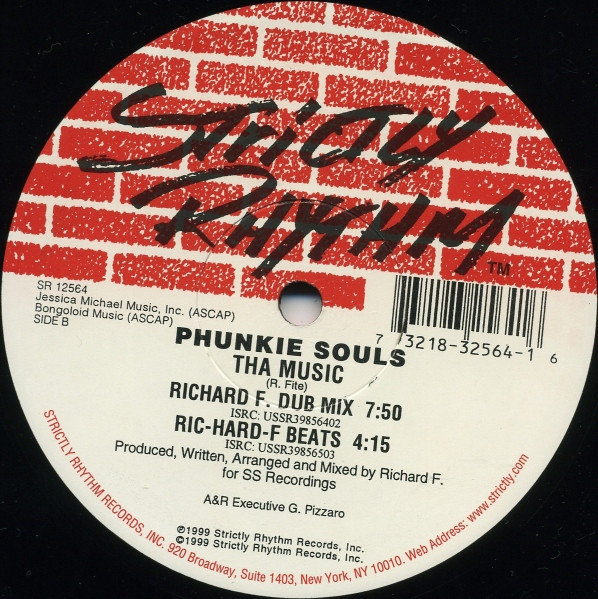 STRICTLY
RHYTHM
TM
SR 12564
Jessica Michael Music, Inc. (ASCAP)
Bongoloid Music (ASCAP)
SIDE B
7 73218-32564-1 6
PHUNKIE SOULS
THA MUSIC
(R. Fite)
RICHARD F. DUB MIX 7:50
ISRC: USSR39856402
RIC-HARD-F BEATS 4:15
ISRC: USSR39856503
Produced, Written, Arranged and Mixed by Richard F.
for SS Recordings
A&R Executive G. Pizzaro
℗1999 Strictly Rhythm Records, Inc.
©1999 Strictly Rhythm Records, Inc.
STRICTLY RHYTHM RECORDS, INC. 920 Broadway, Suite 1403, New York, NY 10010. Web Address: www.strictly.com